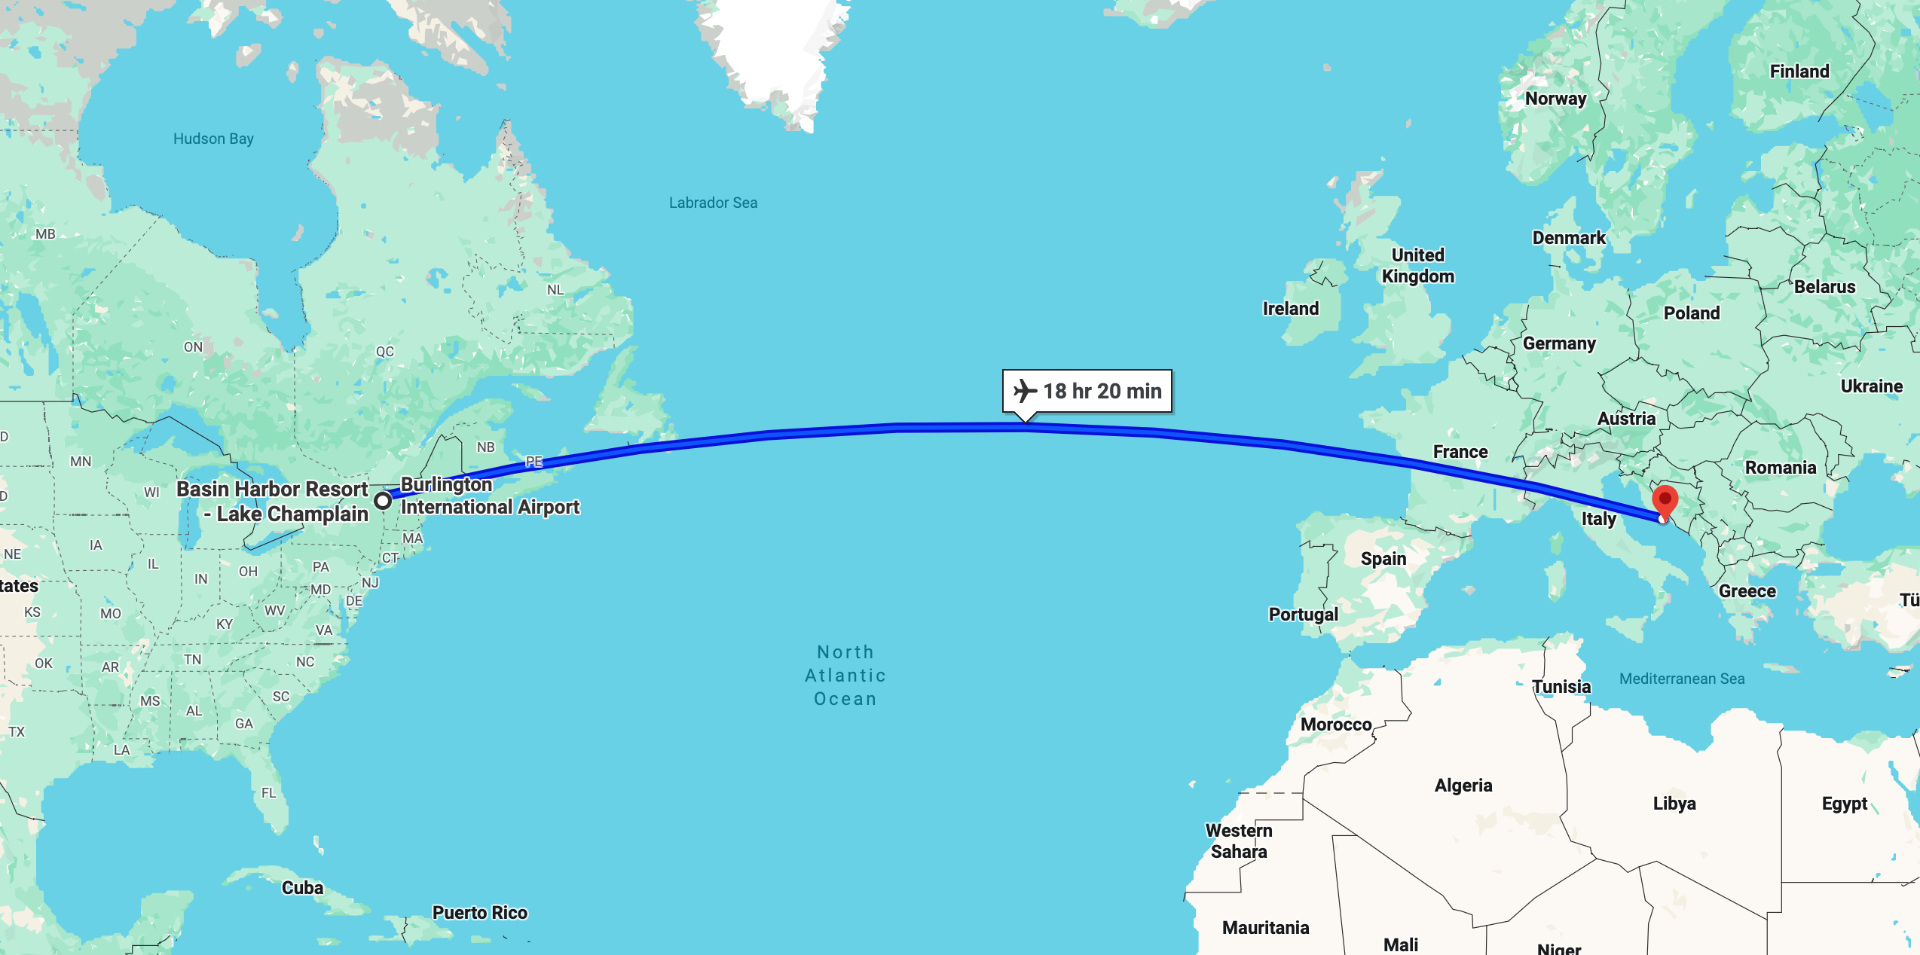 Finland
Norway
Hudson Bay
Labrador Sea
MB
Denmark
United
Kingdom
Belarus
NL
Ireland
Poland
ON
QC
Germany
18 hr 20 min
Ukraine
Austria
D
NB
France
MN
PE
Romania
WI
Burlington
International Airport
Basin Harbor Resort
- Lake Champlain
D
Italy
MA
IA
NE
CT
Spain
IL
OH
PA
IN
NJ
tates
MD
Greece
DE
Tü
KS
MO
WV
Portugal
KY
VA
North
Atlantic
Ocean
TN
NC
OK
AR
Mediterranean Sea
Tunisia
SC
MS
AL
GA
Morocco
TX
LA
Algeria
FL
Libya
Egypt
Western
Sahara
Cuba
Puerto Rico
Mauritania
Mali
Niger